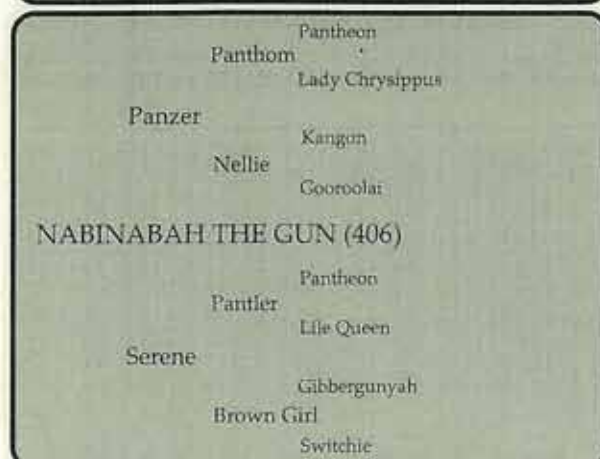 Pantheon
Panthom
Lady Chrysippus
Panzer
Kangon
Nellie
Gooroolai
NABINABAH THE GUN (406)
Pantheon
Pantler
Lile Queen
Serene
Gibbergunyah
Brown Girl
Switchie